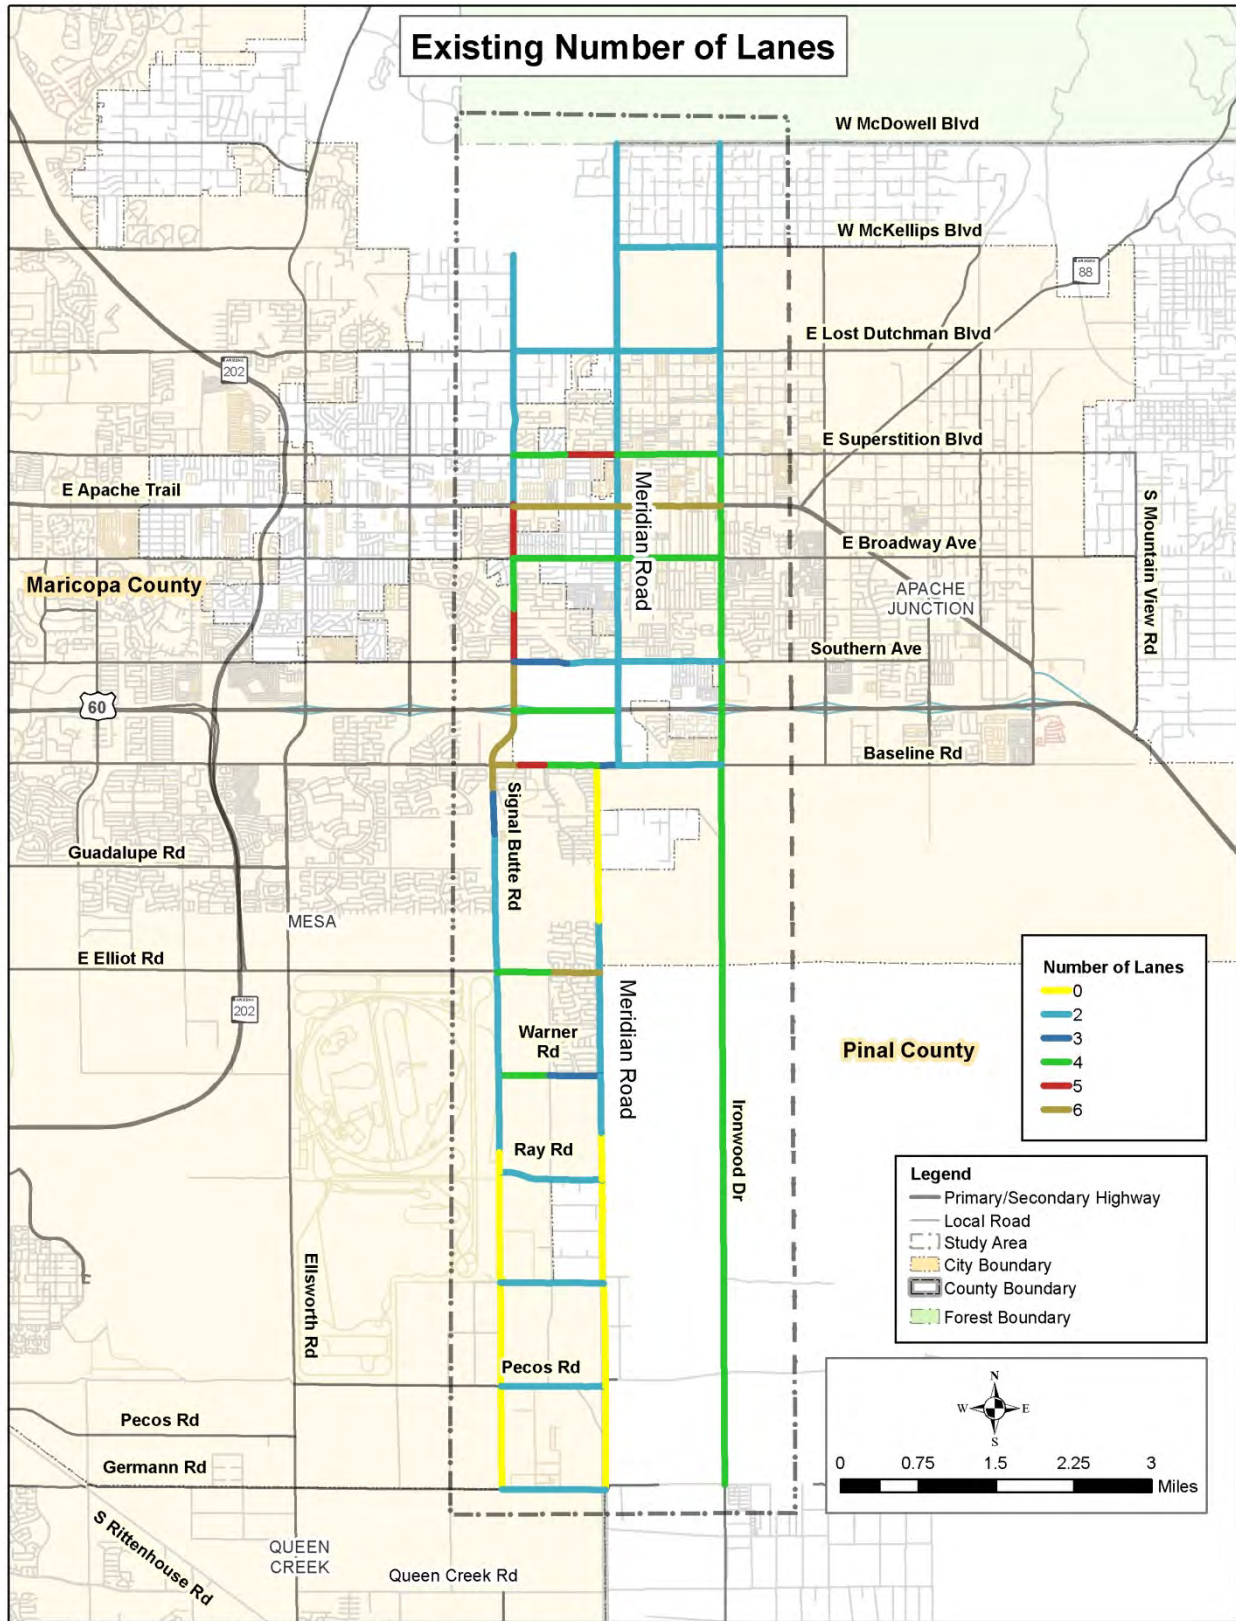 Existing Number of Lanes
W McDowell Blvd
W McKellips Blvd
ARIZONA
88
E Lost Dutchman Blvd
ARIZONA
202
E Superstition Blvd
E Apache Trail
Meridian Road
S Mountain View Rd
E Broadway Ave
Maricopa County
APACHE
JUNCTION
Southern Ave
60
Baseline Rd
Signal Butte Rd
Guadalupe Rd
MESA
E Elliot Rd
Number of Lanes
0
2
3
4
5
6
ARIZONA
202
Meridian Road
Warner
Rd
Pinal County
Ironwood Dr
Ray Rd
Legend
Primary/Secondary Highway
Local Road
Study Area
City Boundary
County Boundary
Forest Boundary
Ellsworth Rd
Pecos Rd
N
W
E
S
Pecos Rd
Germann Rd
0 0.75 1.5 2.25 3
Miles
S Rittenhouse Rd
QUEEN
CREEK
Queen Creek Rd